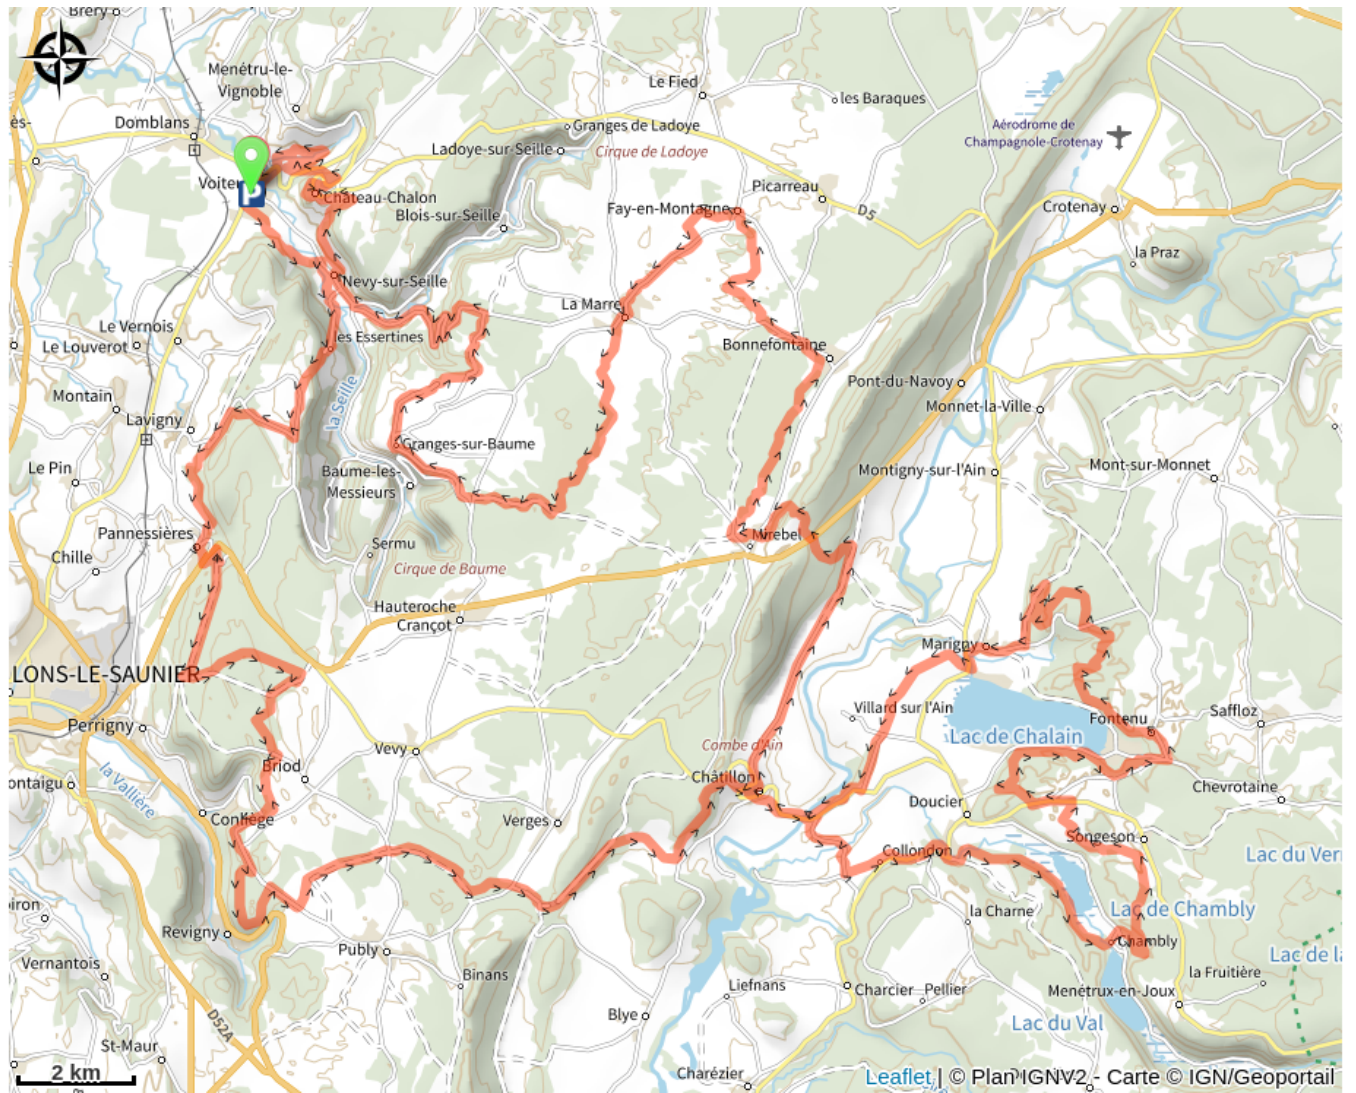 Bréry
Menétru-le-
Vignoble
Le Fied
les Baraques
ès-
Domblans
Granges de Ladoye
Aérodrome de
Champagnole-Crotenay
Ladoye-sur-Seille
Cirque de Ladoye
P
Château-Chalon
Picarreau
Blois-sur-Seille
Fay-en-Montagne
D5
Crotenay
la Praz
Nevy-sur-Seille
La Marre
Le Vernois
les Essertines
Le Louverot
Bonnefontaine
Pont-du-Navoy
Montain
la Seille
Monnet-la-Ville
Lavigny
Granges-sur-Baume
Le Pin
Baume-les-
Messieurs
Montigny-sur-l'Ain
Mont-sur-Monnet
Pannessières
Mirebel
Chille
Sermu
Cirque de Baume
Hauteroche
Crançot
Marigny
LONS-LE-SAUNIER
Villard sur l'Ain
Fontenu
Saffloz
Perrigny
Lac de Chalain
Vevy
Combe d'Ain
Briod
Châtillon
ontaigu
la Vallière
Chevrotaine
Doucier
Conliège
Verges
Songeson
Collondon
Lac du Ver
iron
la Charne
Lac de Chambly
Revigny
Publy
Chambly
Lac de la
Vernantois
Binans
la Fruitière
Liefnans
Charcier
Pellier
Menétrux-en-Joux
Blye
Lac du Val
D52A
St-Maur
2 km
Charézier
Leaflet | © Plan IGNV2 - Carte © IGN/Geoportail